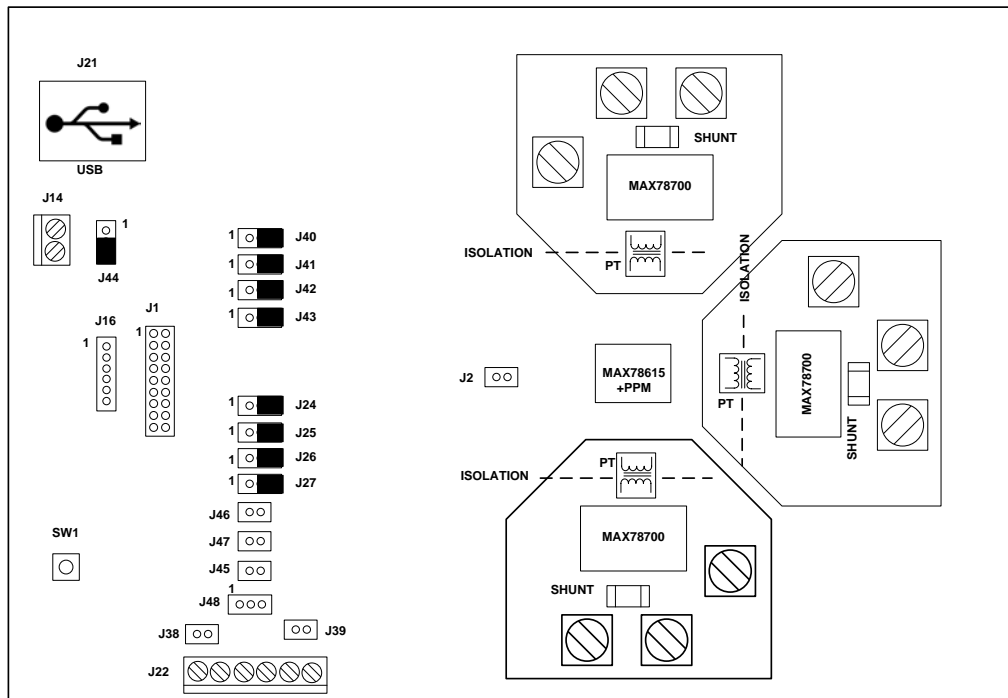 J21
USB
J14
1
J44
J16
1
J1
1
1
J40
1
J41
1
J42
1
J43
1
J24
1
J25
1
J26
1
J27
J46
J47
J45
1
J48
J38
J39
J22
SW1
J2
MAX78615
+PPM
SHUNT
MAX78700
ISOLATION
PT
ISOLATION
PT
MAX78700
SHUNT
ISOLATION
PT
MAX78700
SHUNT